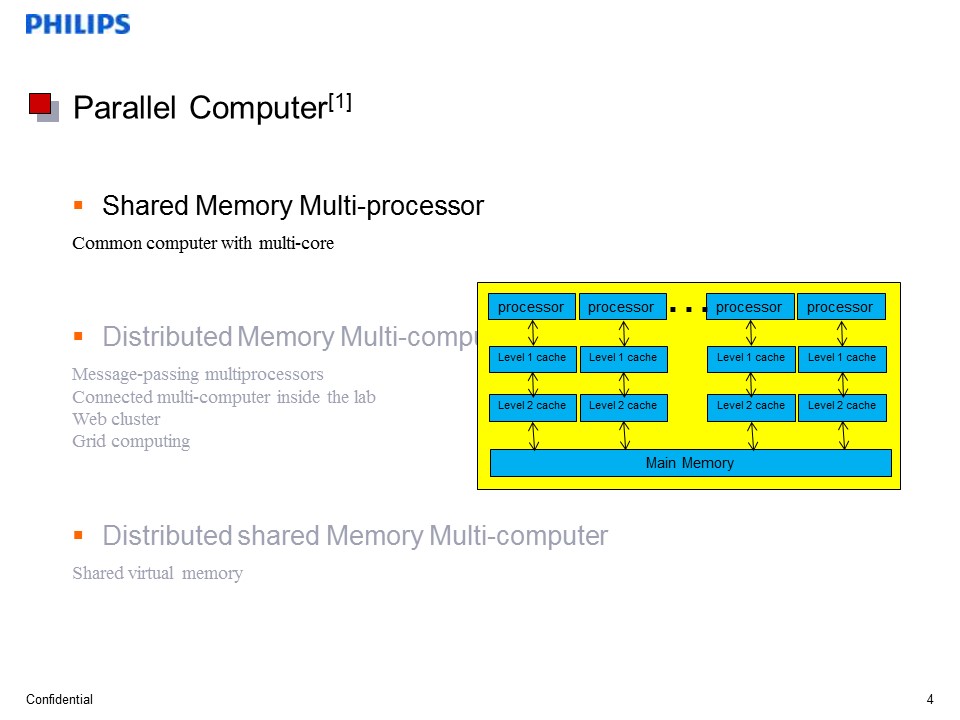 PHILIPS
Parallel Computer[1]
Shared Memory Multi-processor
Common computer with multi-core
Distributed Memory Multi-compu
Message-passing multiprocessors
Connected multi-computer inside the lab
Web cluster
Grid computing
processor processor . . . processor processor
Level 1 cache Level 1 cache Level 1 cache Level 1 cache
Level 2 cache Level 2 cache Level 2 cache Level 2 cache
Main Memory
Distributed shared Memory Multi-computer
Shared virtual memory
Confidential 4